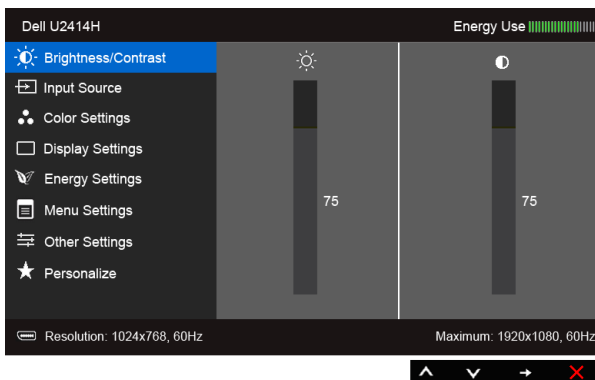 Dell U2414H Energy Use
Brightness/Contrast
Input Source
Color Settings
Display Settings
Energy Settings
Menu Settings
Other Settings
Personalize
75 75
Resolution: 1024x768, 60Hz Maximum: 1920x1080, 60Hz